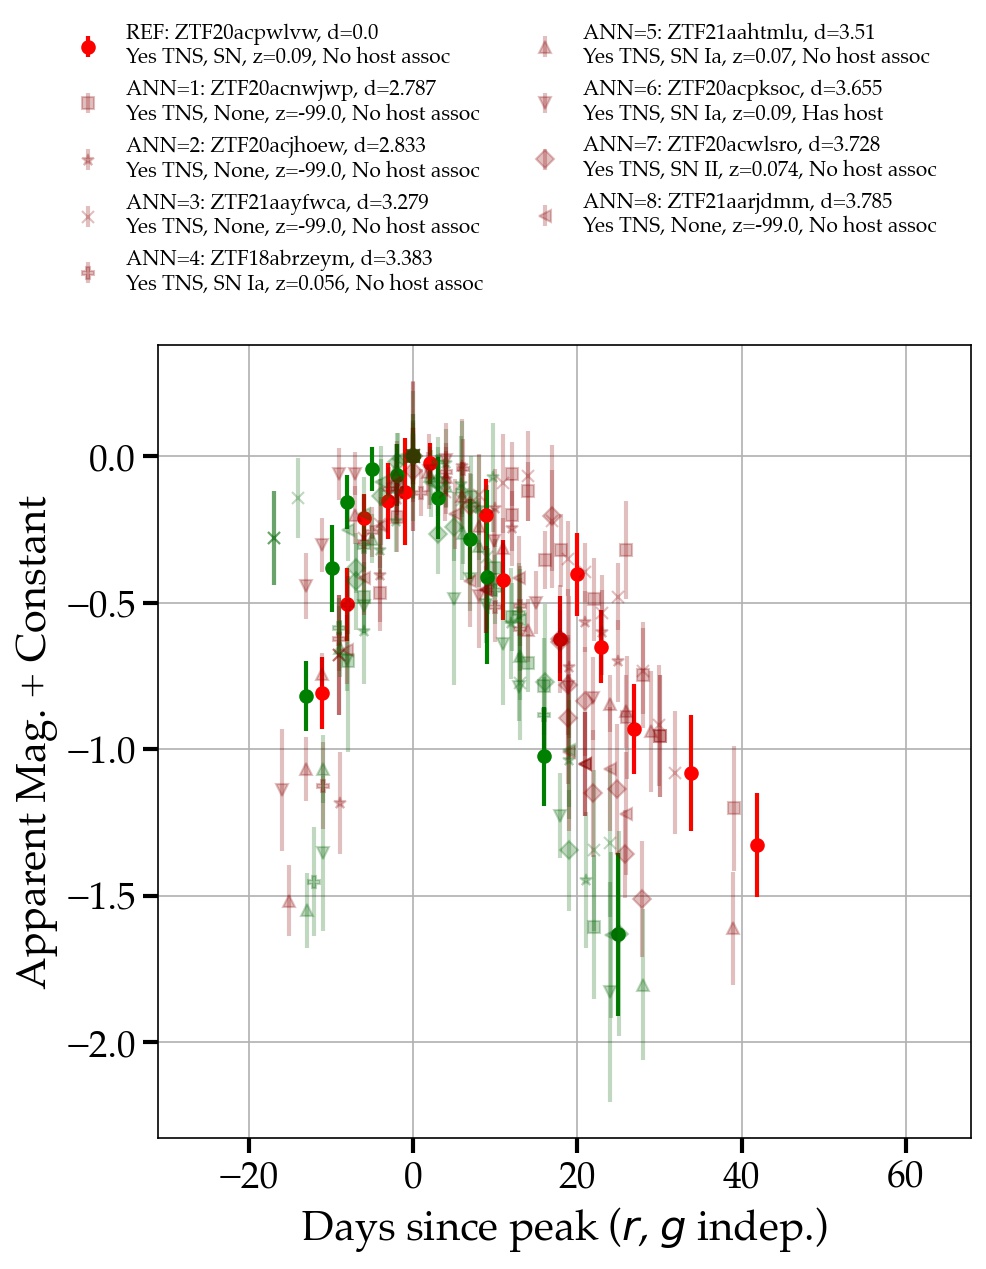 REF: ZTF20acpwlvw, d=0.0
Yes TNS, SN, z=0.09, No host assoc
ANN=1: ZTF20acnwjwp, d=2.787
Yes TNS, None, z=-99.0, No host assoc
ANN=2: ZTF20acjhoew, d=2.833
Yes TNS, None, z=-99.0, No host assoc
ANN=3: ZTF21aayfwca, d=3.279
Yes TNS, None, z=-99.0, No host assoc
ANN=4: ZTF18abrzeym, d=3.383
Yes TNS, SN Ia, z=0.056, No host assoc
ANN=5: ZTF21aahtmlu, d=3.51
Yes TNS, SN Ia, z=0.07, No host assoc
ANN=6: ZTF20acpksoc, d=3.655
Yes TNS, SN Ia, z=0.09, Has host
ANN=7: ZTF20acwlsro, d=3.728
Yes TNS, SN II, z=0.074, No host assoc
ANN=8: ZTF21aarjdmm, d=3.785
Yes TNS, None, z=-99.0, No host assoc
Apparent Mag. + Constant
0.0
−0.5
−1.0
−1.5
−2.0
−20 0 20 40 60
Days since peak (r, g indep.)